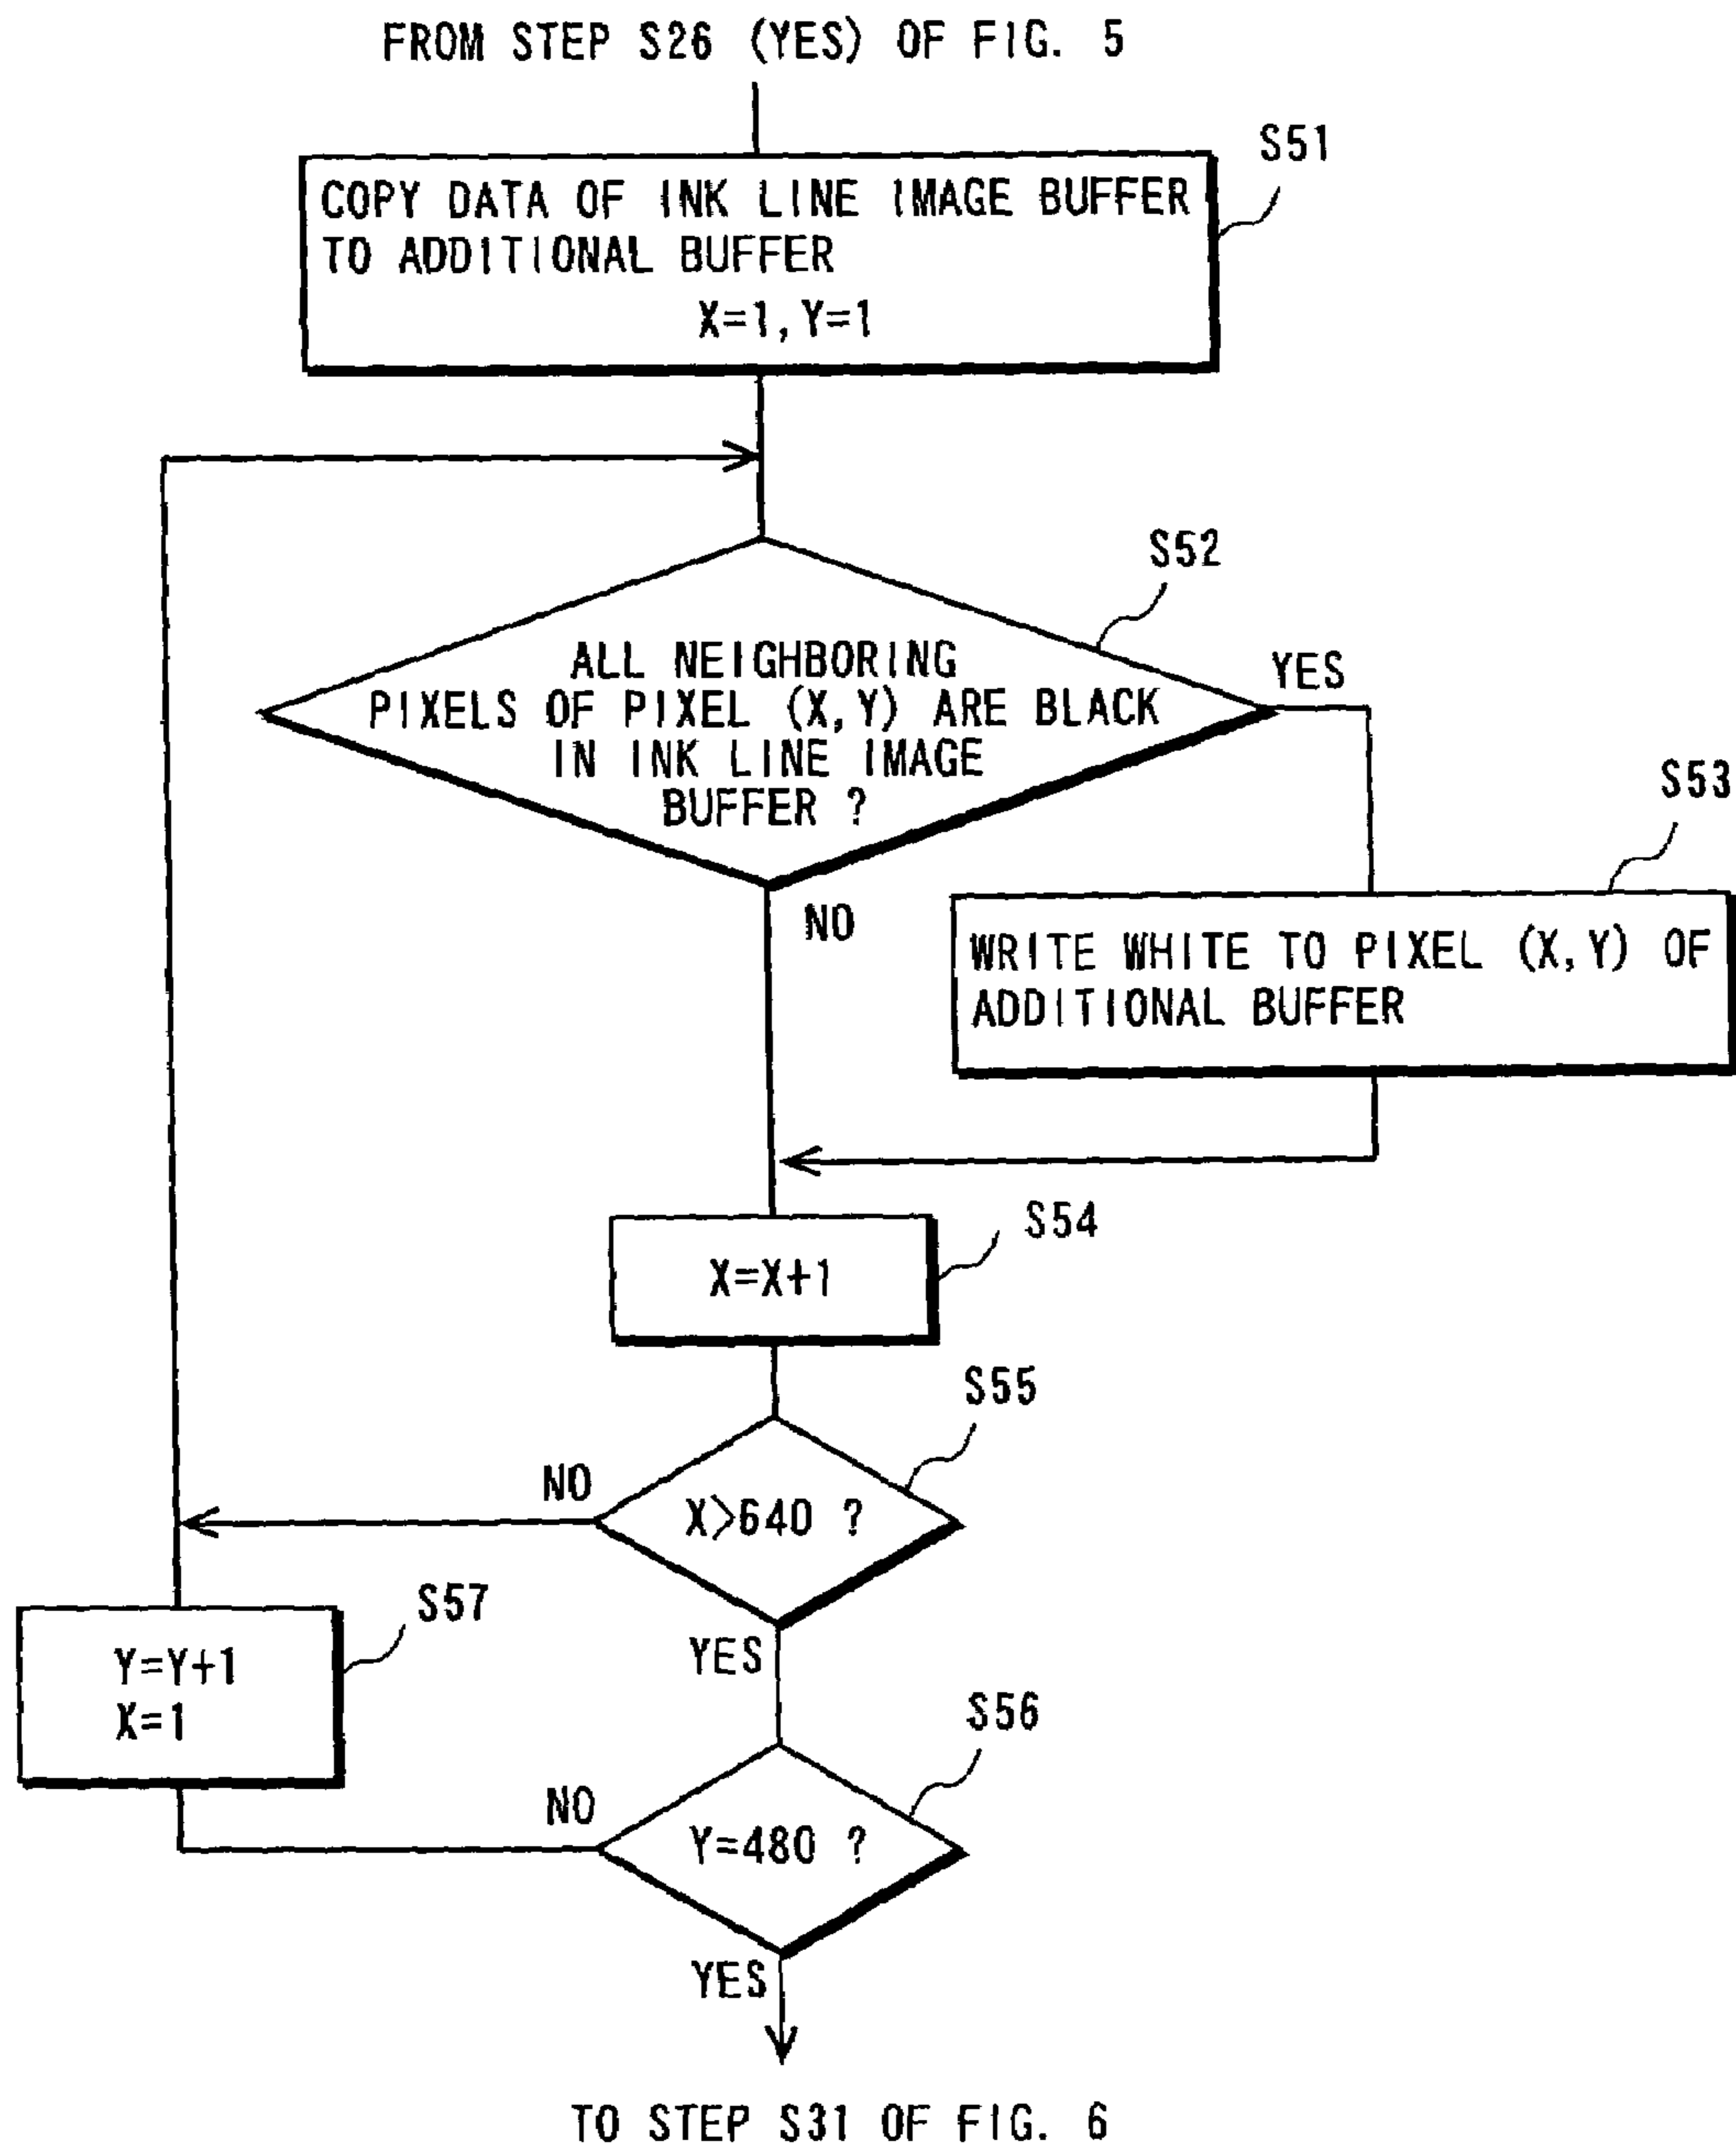 FROM STEP S26 (YES) OF FIG. 5
S51
COPY DATA OF INK LINE IMAGE BUFFER
TO ADDITIONAL BUFFER
X=1,Y=1
S52
ALL NEIGHBORING
PIXELS OF PIXEL (X,Y) ARE BLACK
IN INK LINE IMAGE
BUFFER ?
YES
NO
S53
WRITE WHITE TO PIXEL (X,Y) OF
ADDITIONAL BUFFER
S54
X=X+1
S55
X>640 ?
NO
YES
S57
Y=Y+1
X=1
S56
Y=480 ?
NO
YES
TO STEP S31 OF FIG. 6